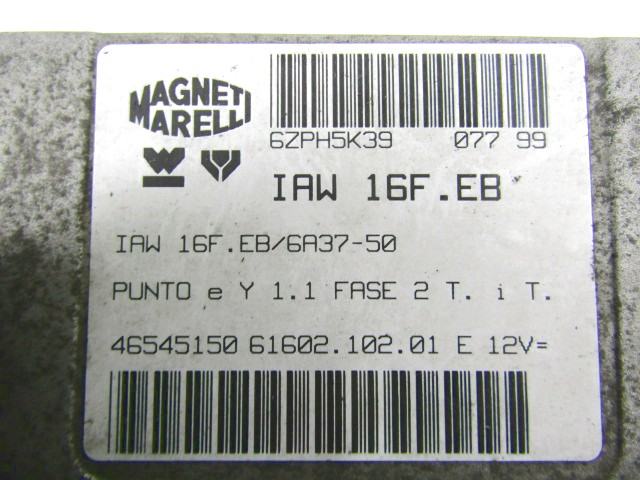 MAGNETI
MARELLI
6ZPH5K39 077 99
IAW 16F.EB
IAW 16F.EB/6A37-50
PUNTO e Y 1.1 FASE 2 T. i T.
46545150 61602.102.01 E 12V=